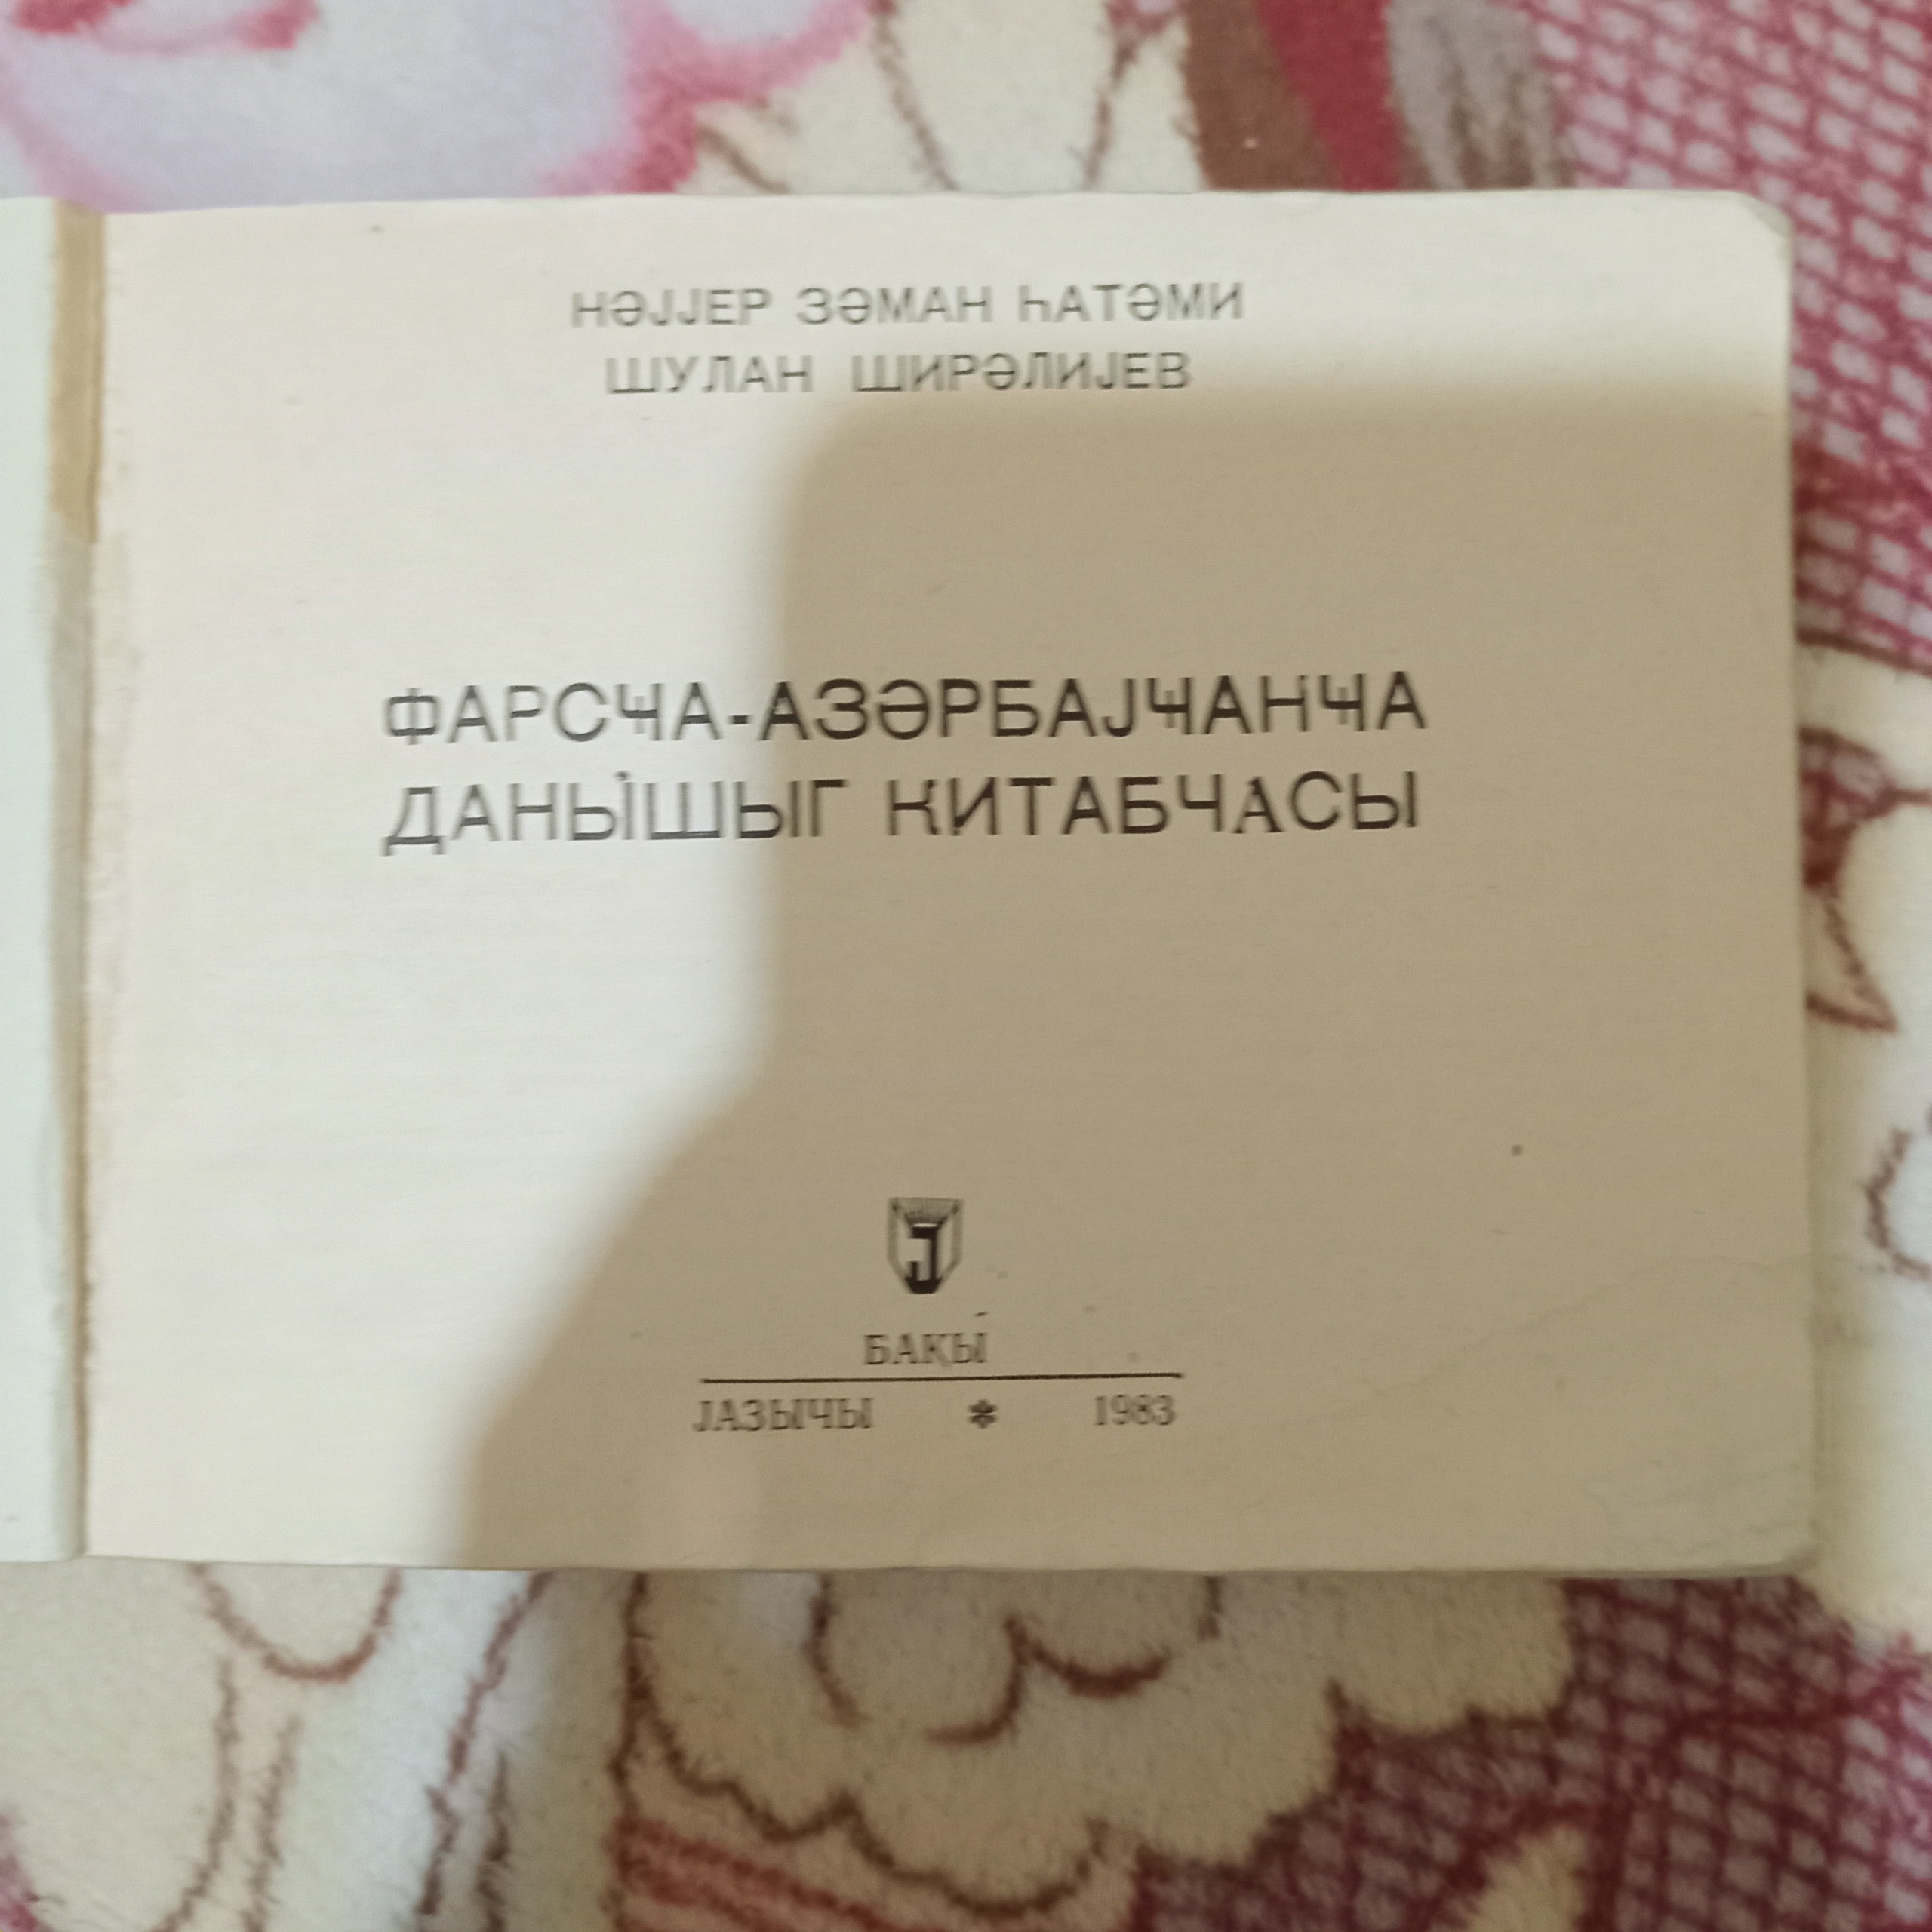 НӘЈЈЕР ЗӘМАН ҺАТӘМИ
ШУЛАН ШИРӘЛИЈЕВ
ФАРСҸА-АЗӘРБАЈҸАНҸА
ДАНЫШЫГ КИТАБЧАСЫ
БАКЫ
ЈАЗЫЧЫ * 1983